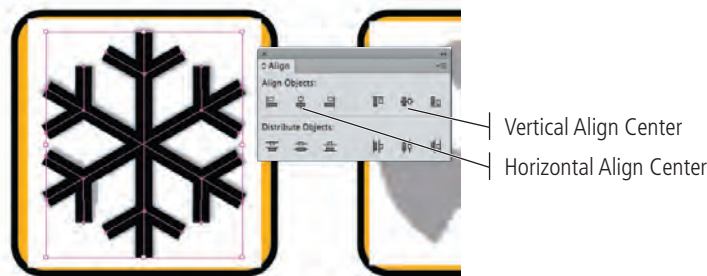 Align
Align Objects:
Distribute Objects:
Vertical Align Center
Horizontal Align Center